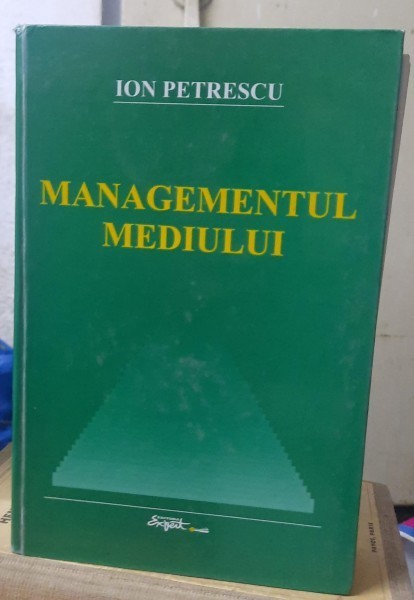 ION PETRESCU
MANAGEMENTUL
MEDIULUI
Expert